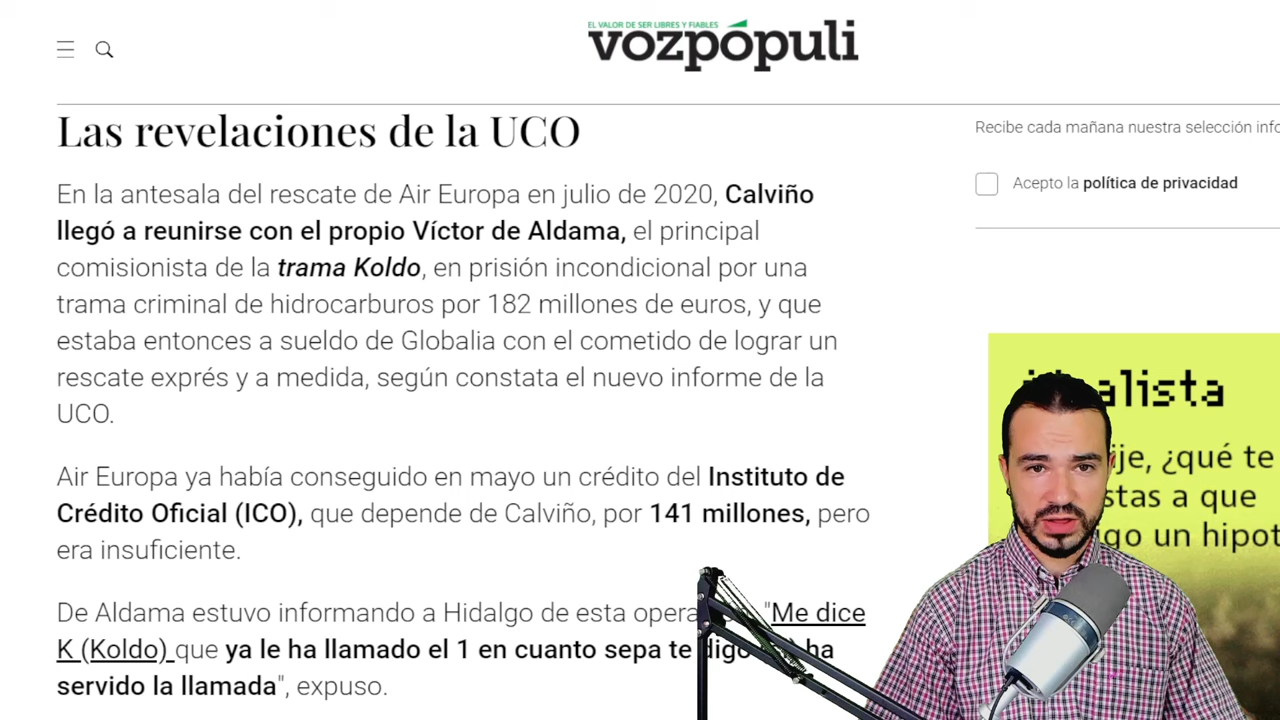 EL VALOR DE SER LIBRES Y FIABLES
vozpópuli
Las revelaciones de la UCO
En la antesala del rescate de Air Europa en julio de 2020, Calviño
llegó a reunirse con el propio Víctor de Aldama, el principal
comisionista de la trama Koldo, en prisión incondicional por una
trama criminal de hidrocarburos por 182 millones de euros, y que
estaba entonces a sueldo de Globalia con el cometido de lograr un
rescate exprés y a medida, según constata el nuevo informe de la
UCO.
Air Europa ya había conseguido en mayo un crédito del Instituto de
Crédito Oficial (ICO), que depende de Calviño, por 141 millones, pero
era insuficiente.
De Aldama estuvo informando a Hidalgo de esta "Me dice
K (Koldo) que ya le ha llamado el 1 en cuanto sepa te digo ha
servido la llamada", expuso.
Recibe cada mañana nuestra selección
Acepto la política de privacidad
¿qué te
a que
un